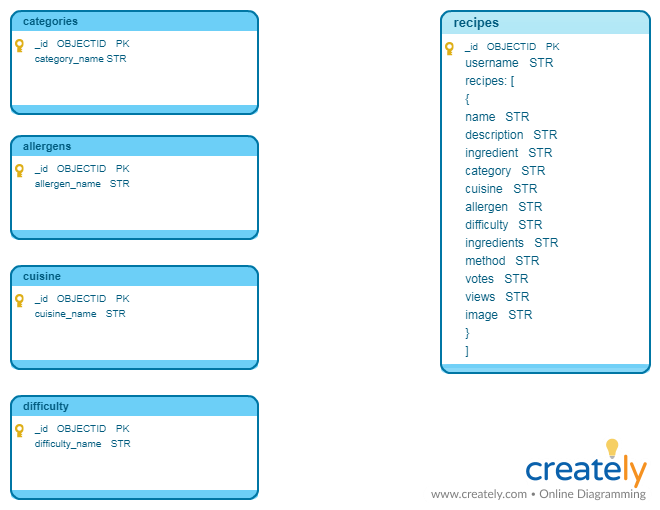 categories
_id OBJECTID PK
category_name STR
allergens
_id OBJECTID PK
allergen_name STR
cuisine
_id OBJECTID PK
cuisine_name STR
difficulty
_id OBJECTID PK
difficulty_name STR
recipes
_id OBJECTID PK
username STR
recipes: [
{
name STR
description STR
ingredient STR
category STR
cuisine STR
allergen STR
difficulty STR
ingredients STR
method STR
votes STR
views STR
image STR
}
]
creately
www.creately.com • Online Diagramming